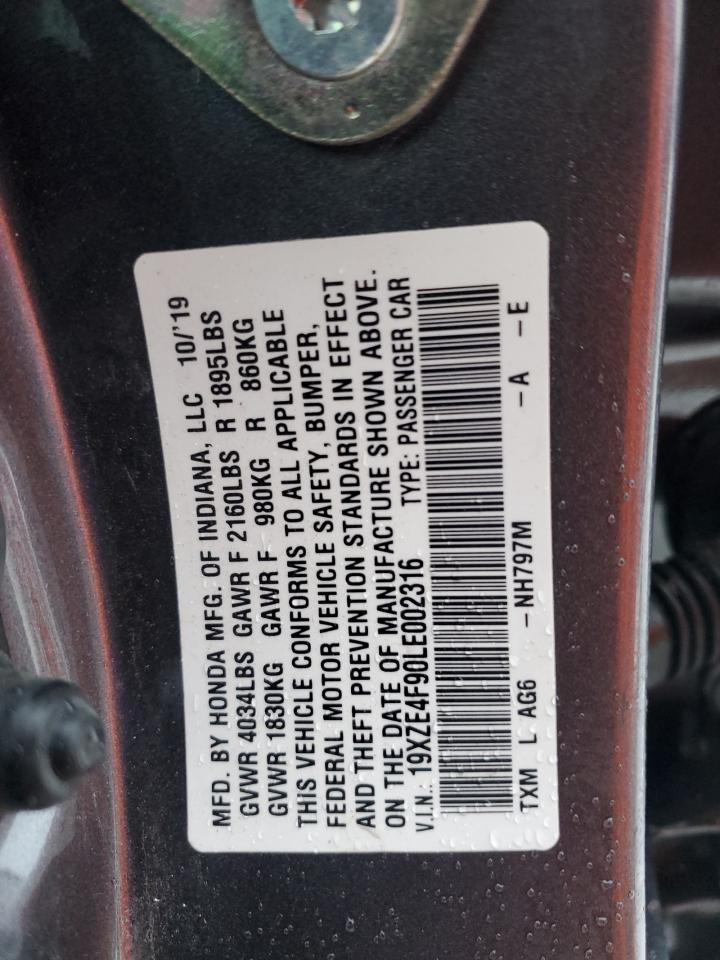 MFD. BY HONDA MFG. OF INDIANA, LLC 10/'19
GVWR 4034LBS GAWR F 2160LBS R 1895LBS
GVWR 1830KG GAWR F 980KG R 860KG
THIS VEHICLE CONFORMS TO ALL APPLICABLE
FEDERAL MOTOR VEHICLE SAFETY, BUMPER,
AND THEFT PREVENTION STANDARDS IN EFFECT
ON THE DATE OF MANUFACTURE SHOWN ABOVE.
V.I.N.: 19XZE4F90LE002316 TYPE: PASSENGER CAR
TXM L AG6 -NH797M -A -E